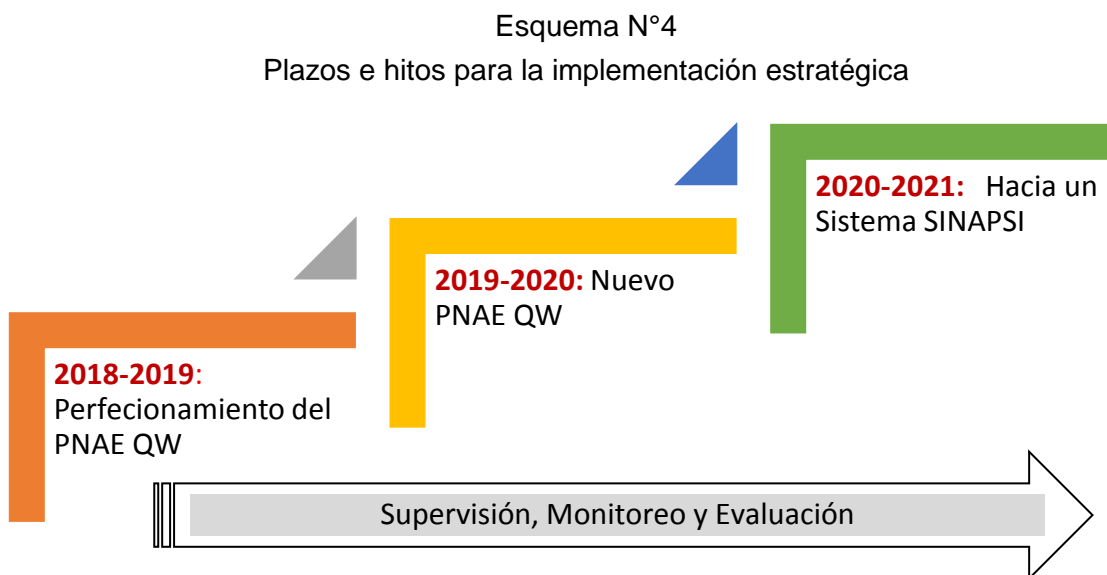 Esquema N°4
Plazos e hitos para la implementación estratégica
2018-2019:
Perfecionamiento del
PNAE QW
2019-2020: Nuevo
PNAE QW
2020-2021: Hacia un
Sistema SINAPSI
Supervisión, Monitoreo y Evaluación